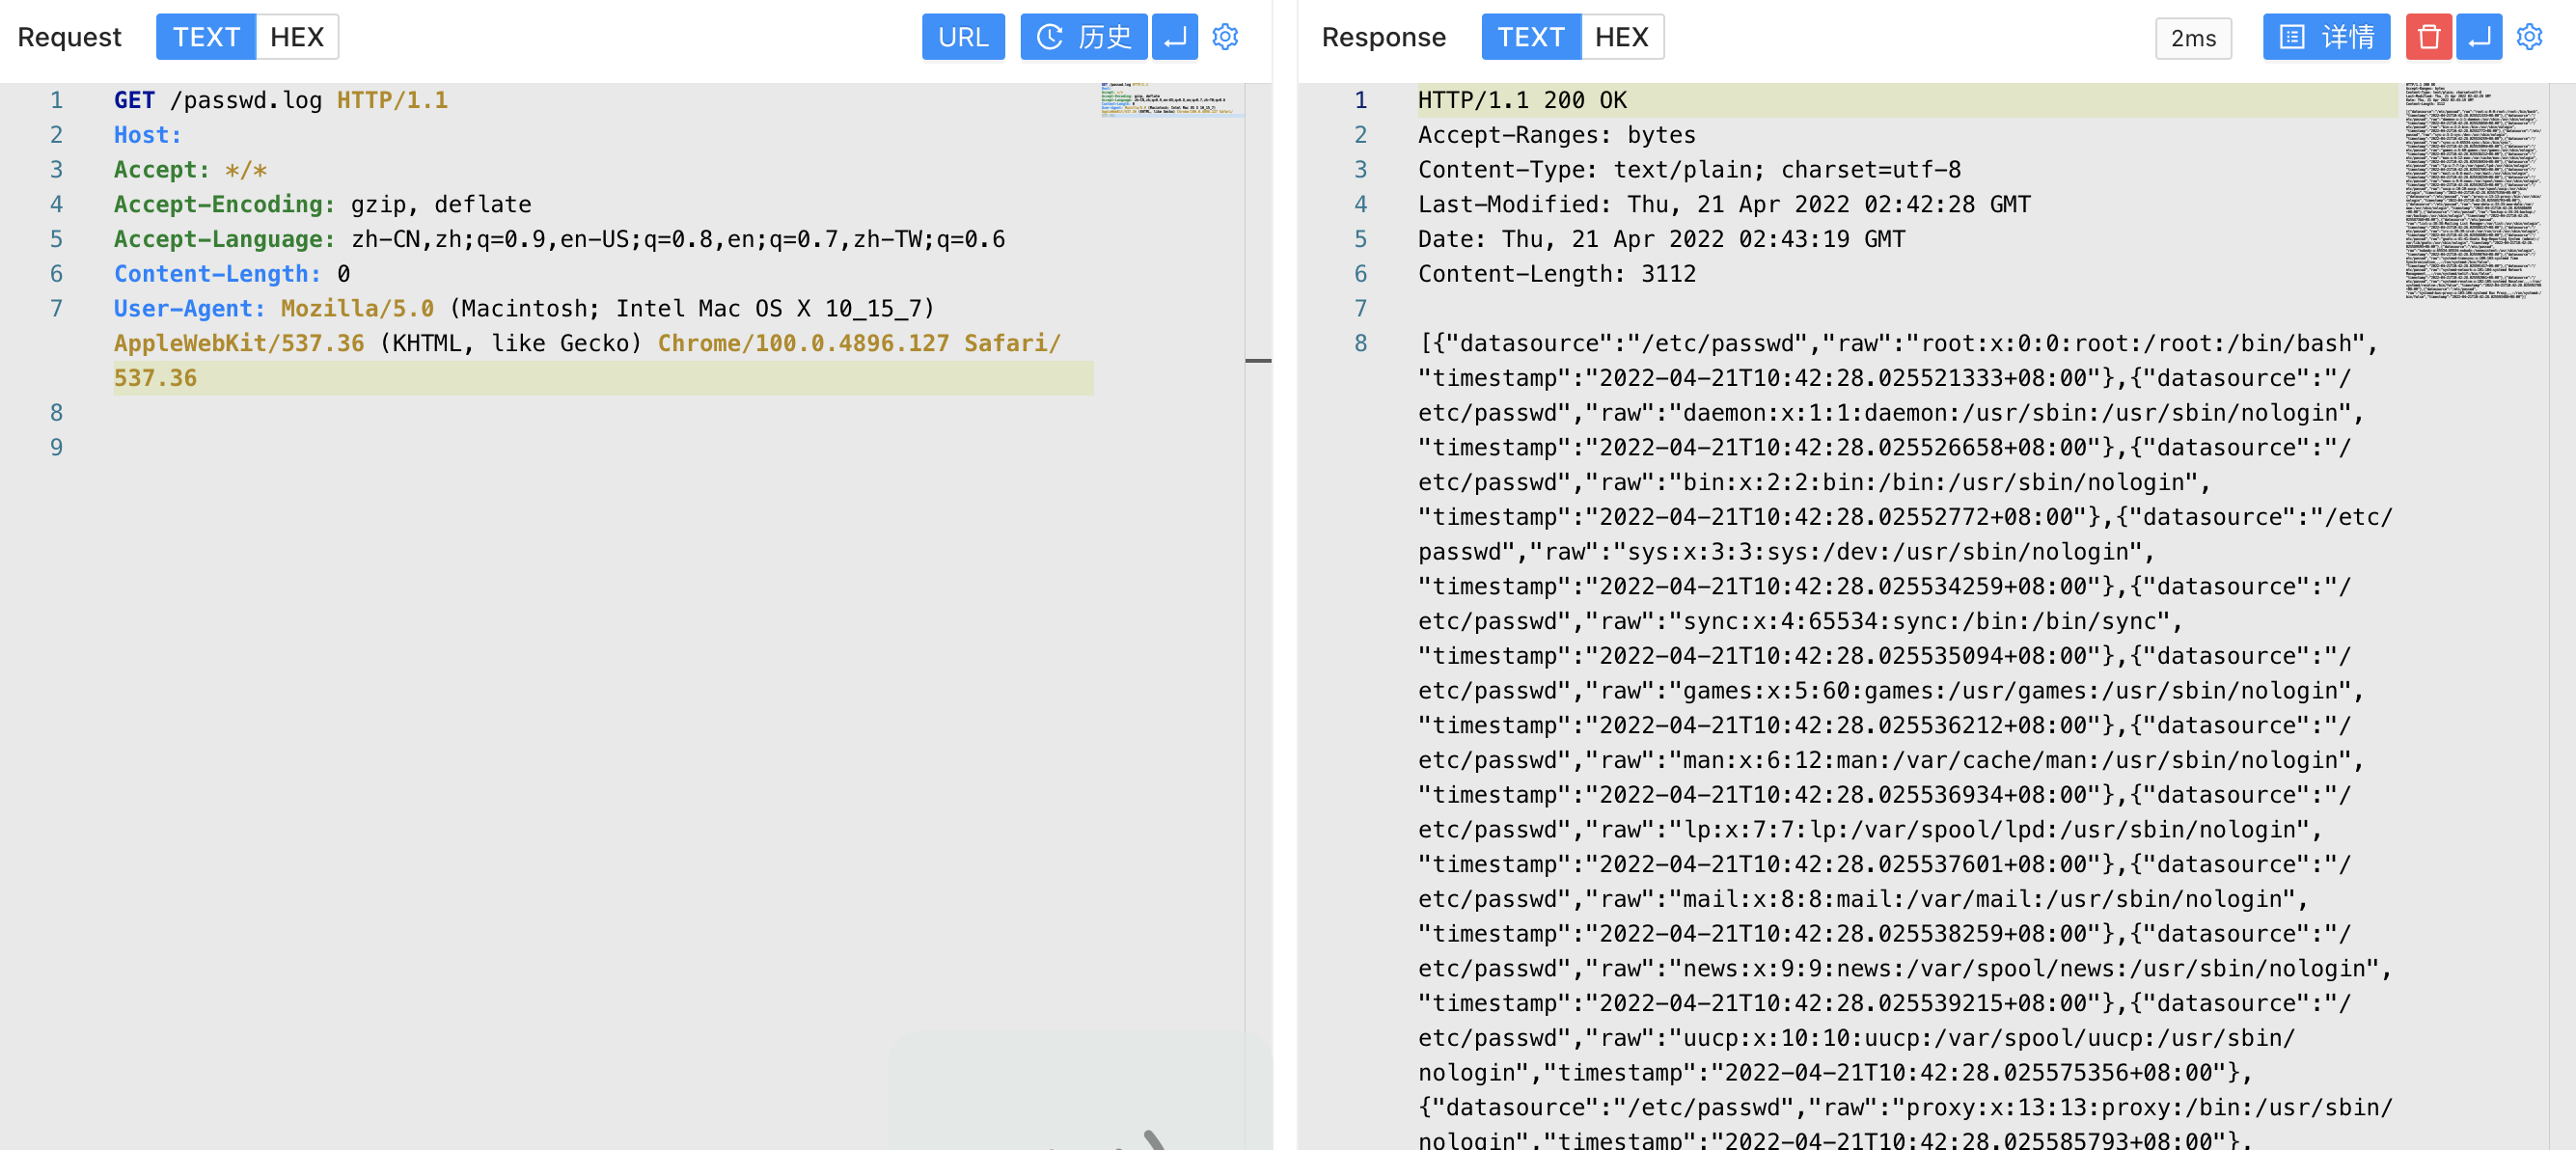 Request TEXT HEX URL 历史
1 GET /passwd.log HTTP/1.1
2 Host:
3 Accept: */*
4 Accept-Encoding: gzip, deflate
5 Accept-Language: zh-CN,zh;q=0.9,en-US;q=0.8,en;q=0.7,zh-TW;q=0.6
6 Content-Length: 0
7 User-Agent: Mozilla/5.0 (Macintosh; Intel Mac OS X 10_15_7)
AppleWebKit/537.36 (KHTML, like Gecko) Chrome/100.0.4896.127 Safari/
537.36
8
9
Response TEXT HEX 2ms 详情
1 HTTP/1.1 200 OK
2 Accept-Ranges: bytes
3 Content-Type: text/plain; charset=utf-8
4 Last-Modified: Thu, 21 Apr 2022 02:42:28 GMT
5 Date: Thu, 21 Apr 2022 02:43:19 GMT
6 Content-Length: 3112
7
8 [{"datasource":"/etc/passwd","raw":"root:x:0:0:root:/root:/bin/bash",
"timestamp":"2022-04-21T10:42:28.025521333+08:00"},{"datasource":"/
etc/passwd","raw":"daemon:x:1:1:daemon:/usr/sbin:/usr/sbin/nologin",
"timestamp":"2022-04-21T10:42:28.025526658+08:00"},{"datasource":"/
etc/passwd","raw":"bin:x:2:2:bin:/bin:/usr/sbin/nologin",
"timestamp":"2022-04-21T10:42:28.02552772+08:00"},{"datasource":"/etc/
passwd","raw":"sys:x:3:3:sys:/dev:/usr/sbin/nologin",
"timestamp":"2022-04-21T10:42:28.025534259+08:00"},{"datasource":"/
etc/passwd","raw":"sync:x:4:65534:sync:/bin:/bin/sync",
"timestamp":"2022-04-21T10:42:28.025535094+08:00"},{"datasource":"/
etc/passwd","raw":"games:x:5:60:games:/usr/games:/usr/sbin/nologin",
"timestamp":"2022-04-21T10:42:28.025536212+08:00"},{"datasource":"/
etc/passwd","raw":"man:x:6:12:man:/var/cache/man:/usr/sbin/nologin",
"timestamp":"2022-04-21T10:42:28.025536934+08:00"},{"datasource":"/
etc/passwd","raw":"lp:x:7:7:lp:/var/spool/lpd:/usr/sbin/nologin",
"timestamp":"2022-04-21T10:42:28.025537601+08:00"},{"datasource":"/
etc/passwd","raw":"mail:x:8:8:mail:/var/mail:/usr/sbin/nologin",
"timestamp":"2022-04-21T10:42:28.025538259+08:00"},{"datasource":"/
etc/passwd","raw":"news:x:9:9:news:/var/spool/news:/usr/sbin/nologin",
"timestamp":"2022-04-21T10:42:28.025539215+08:00"},{"datasource":"/
etc/passwd","raw":"uucp:x:10:10:uucp:/var/spool/uucp:/usr/sbin/
nologin","timestamp":"2022-04-21T10:42:28.025575356+08:00"},
{"datasource":"/etc/passwd","raw":"proxy:x:13:13:proxy:/bin:/usr/sbin/
nologin","timestamp":"2022-04-21T10:42:28.025585793+08:00"},